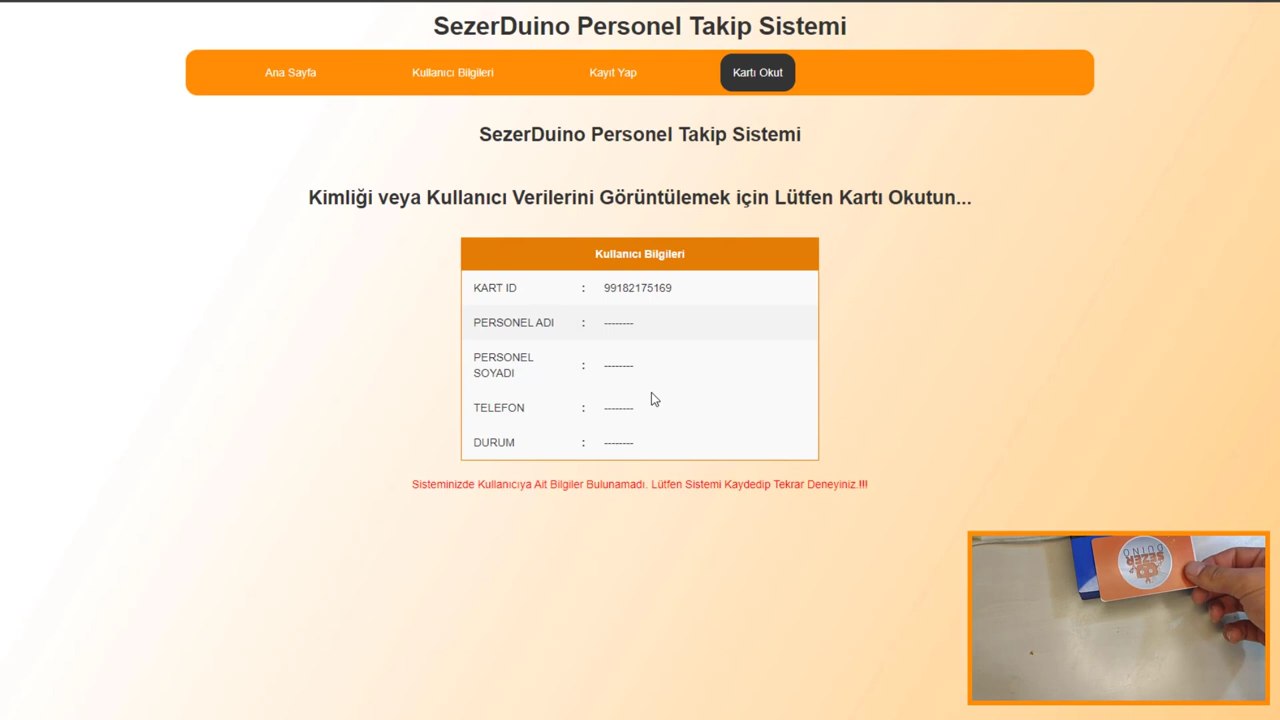 SezerDuino Personel Takip Sistemi
Ana Sayfa
Kullanıcı Bilgileri
Kayıt Yap
Kartı Okut
SezerDuino Personel Takip Sistemi
Kimliği veya Kullanıcı Verilerini Görüntülemek için Lütfen Kartı Okutun...
Kullanıcı Bilgileri
KART ID : 99182175169
PERSONEL ADI : --------
PERSONEL
SOYADI : --------
TELEFON : --------
DURUM : --------
Sisteminizde Kullanıcıya Ait Bilgiler Bulunamadı. Lütfen Sistemi Kaydedip Tekrar Deneyiniz.!!!
SEZER
DUINO